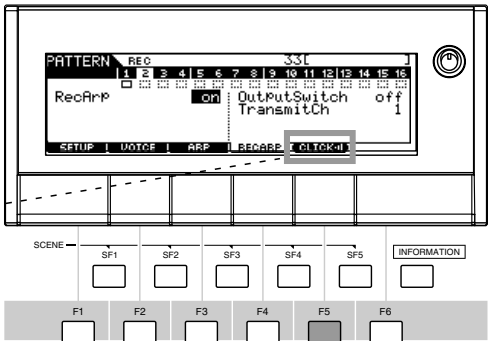 PATTERN REC 33[ ]
1 2 3 4 5 6 7 8 9 10 11 12 13 14 15 16
RecArp on OutputSwitch off
TransmitCh 1
SETUP VOICE ARP RECARP [CLICK]
SCENE
SF1 SF2 SF3 SF4 SF5 INFORMATION
F1 F2 F3 F4 F5 F6